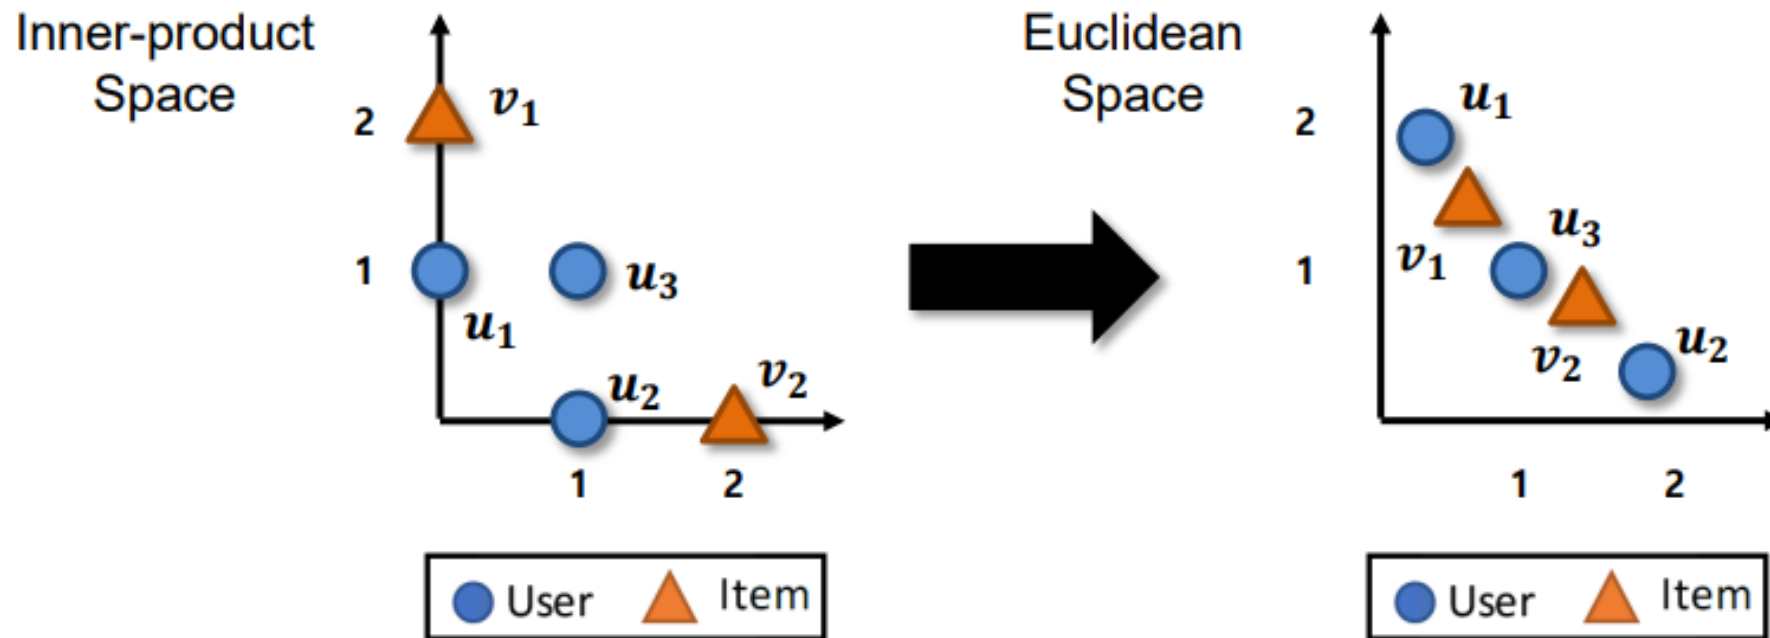 Inner-product
Space
2
v₁
1
u₃
u₁
u₂
v₂
1
2
User
Item
Euclidean
Space
2
u₁
u₃
1
v₁
v₂
u₂
1
2
User
Item